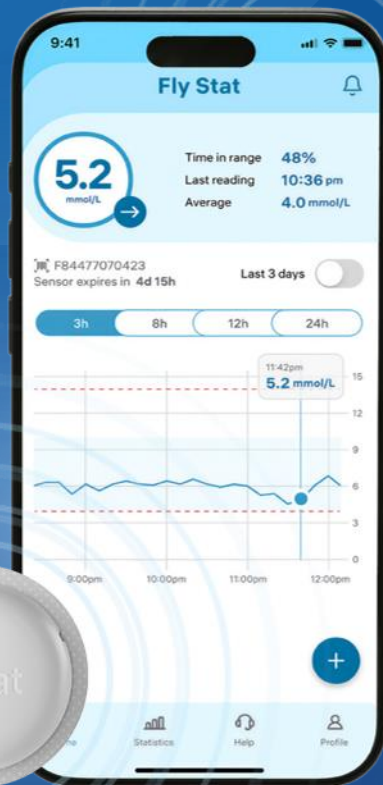 9:41
Fly Stat
5.2
mmol/L
Time in range 48%
Last reading 10:36 pm
Average 4.0 mmol/L
F84477070423
Sensor expires in 4d 15h
Last 3 days
3h 8h 12h 24h
11:42pm
5.2 mmol/L
15
12
9
6
3
0
9:00pm 10:00pm 11:00pm 12:00pm
+
Statistics Help Profile